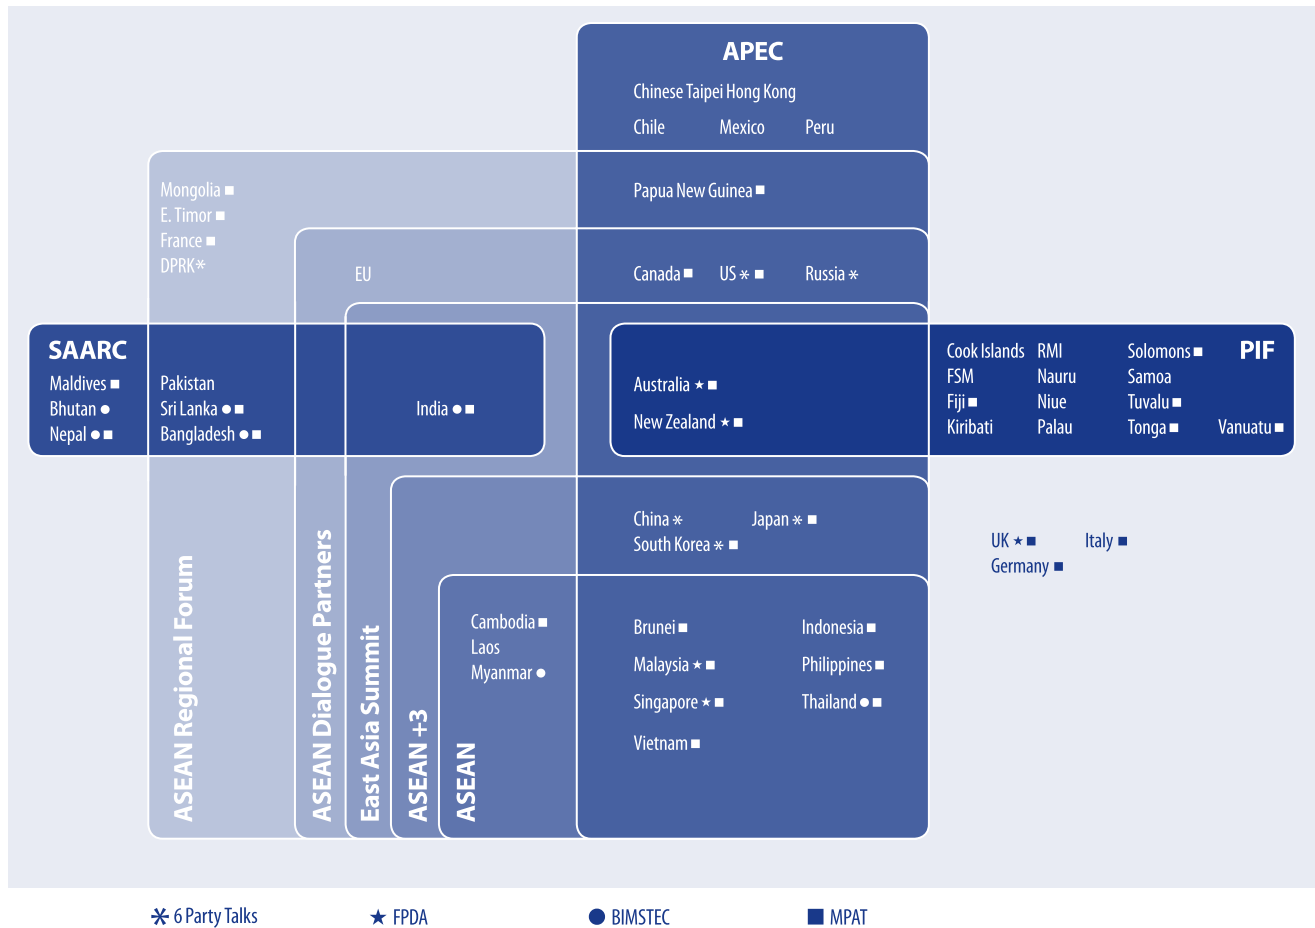 APEC
Chinese Taipei Hong Kong
Chile Mexico Peru
Mongolia ■
E. Timor ■
France ■
DPRK*
Papua New Guinea ■
EU
Canada ■ US * ■ Russia *
SAARC
Maldives ■
Bhutan ●
Nepal ● ■
Pakistan
Sri Lanka ● ■
Bangladesh ● ■
India ● ■
Australia ★ ■
New Zealand ★ ■
PIF
Cook Islands RMI Solomons ■
FSM Nauru Samoa
Fiji ■ Niue Tuvalu ■
Kiribati Palau Tonga ■ Vanuatu ■
China * Japan * ■
South Korea * ■
UK ★ ■ Italy ■
Germany ■
Cambodia ■
Laos
Myanmar ●
Brunei ■ Indonesia ■
Malaysia ★ ■ Philippines ■
Singapore ★ ■ Thailand ● ■
Vietnam ■
ASEAN Regional Forum
ASEAN Dialogue Partners
East Asia Summit
ASEAN +3
ASEAN
* 6 Party Talks ★ FPDA ● BIMSTEC ■ MPAT